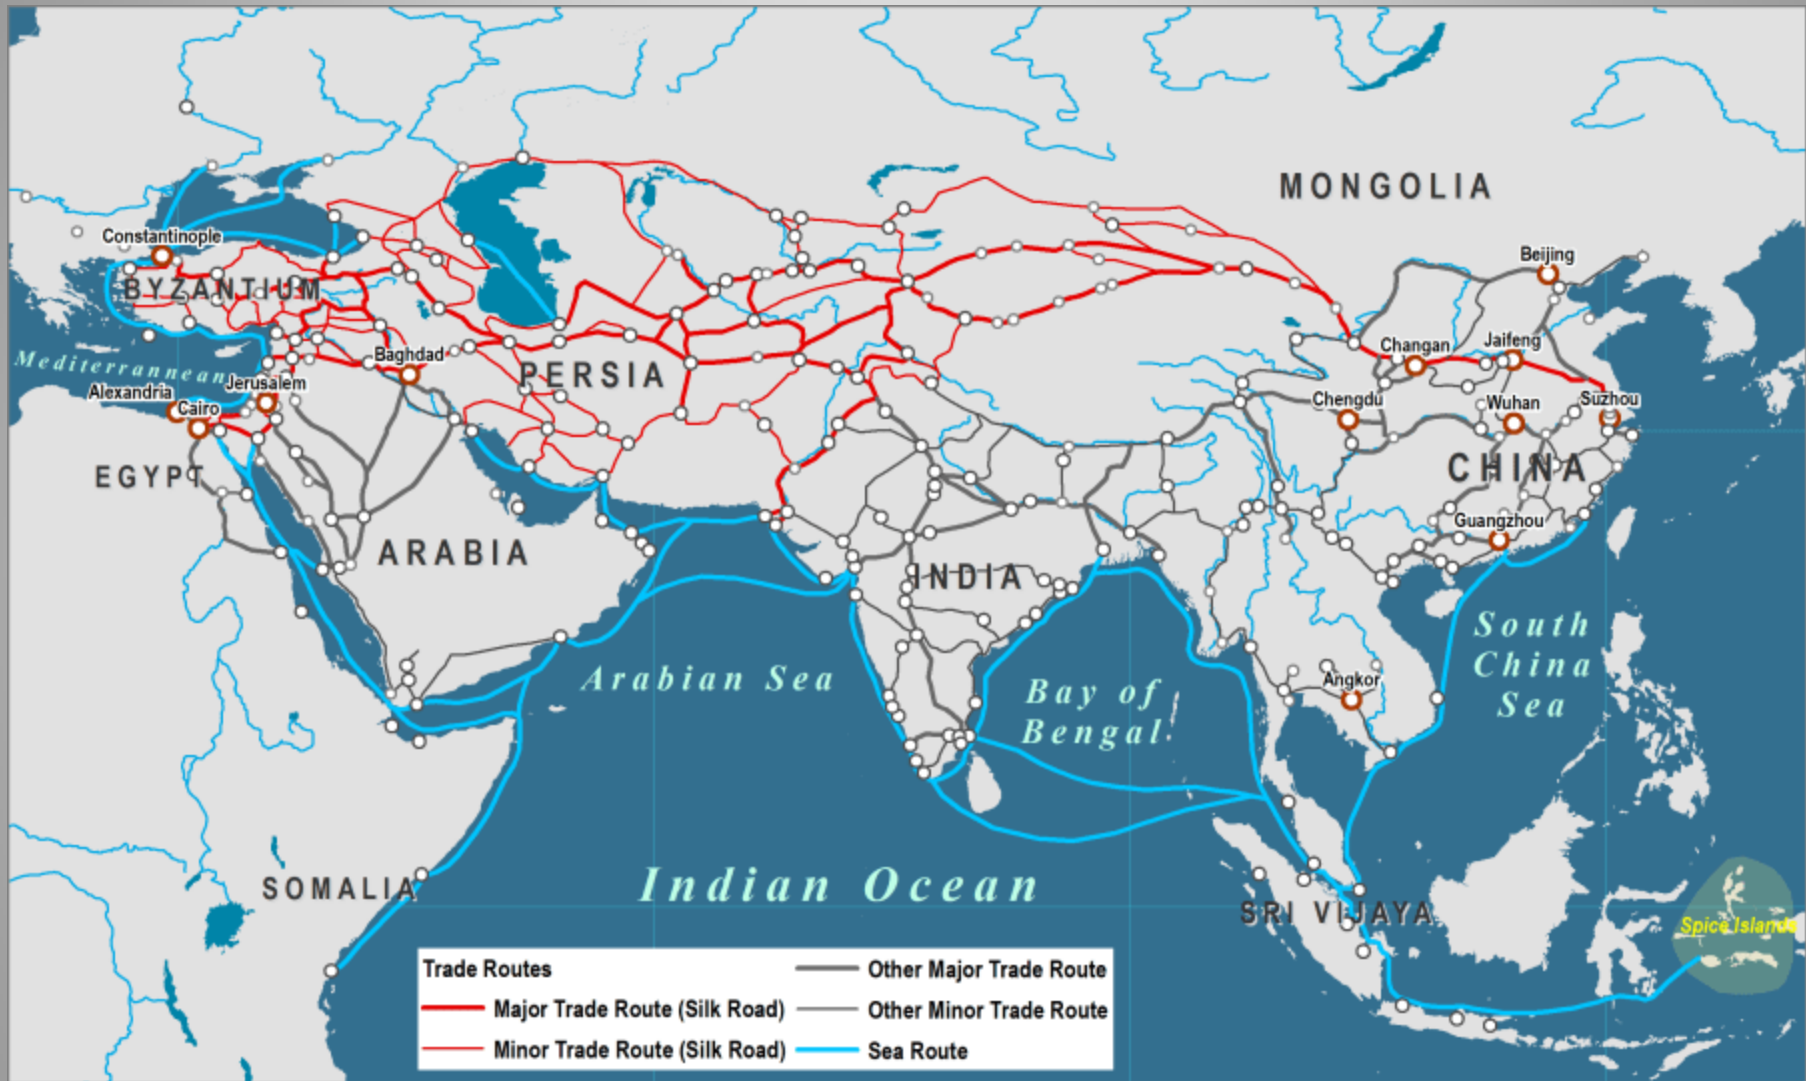 MONGOLIA
Constantinople
Beijing
BYZANTIUM
Changan
Jaifeng
Mediterrannean
Baghdad
PERSIA
Jerusalem
Alexandria
Cairo
Chengdu
Wuhan
Suzhou
EGYPT
CHINA
Guangzhou
ARABIA
INDIA
South
China
Sea
Arabian Sea
Bay of
Bengal
Angkor
SOMALIA
Indian Ocean
SRI VIJAYA
Spice Islands
Trade Routes
Major Trade Route (Silk Road)
Minor Trade Route (Silk Road)
Other Major Trade Route
Other Minor Trade Route
Sea Route